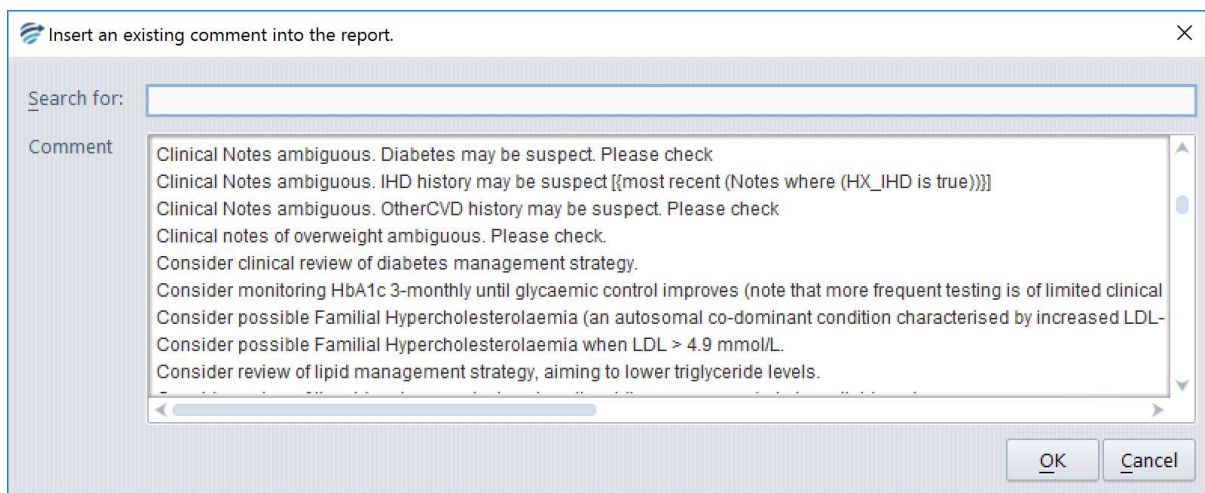 Insert an existing comment into the report.
Search for:
Comment
Clinical Notes ambiguous. Diabetes may be suspect. Please check
Clinical Notes ambiguous. IHD history may be suspect [{most recent (Notes where (HX_IHD is true))}]
Clinical Notes ambiguous. OtherCVD history may be suspect. Please check
Clinical notes of overweight ambiguous. Please check.
Consider clinical review of diabetes management strategy.
Consider monitoring HbA1c 3-monthly until glycaemic control improves (note that more frequent testing is of limited clinical
Consider possible Familial Hypercholesterolaemia (an autosomal co-dominant condition characterised by increased LDL-
Consider possible Familial Hypercholesterolaemia when LDL > 4.9 mmol/L.
Consider review of lipid management strategy, aiming to lower triglyceride levels.
OK
Cancel